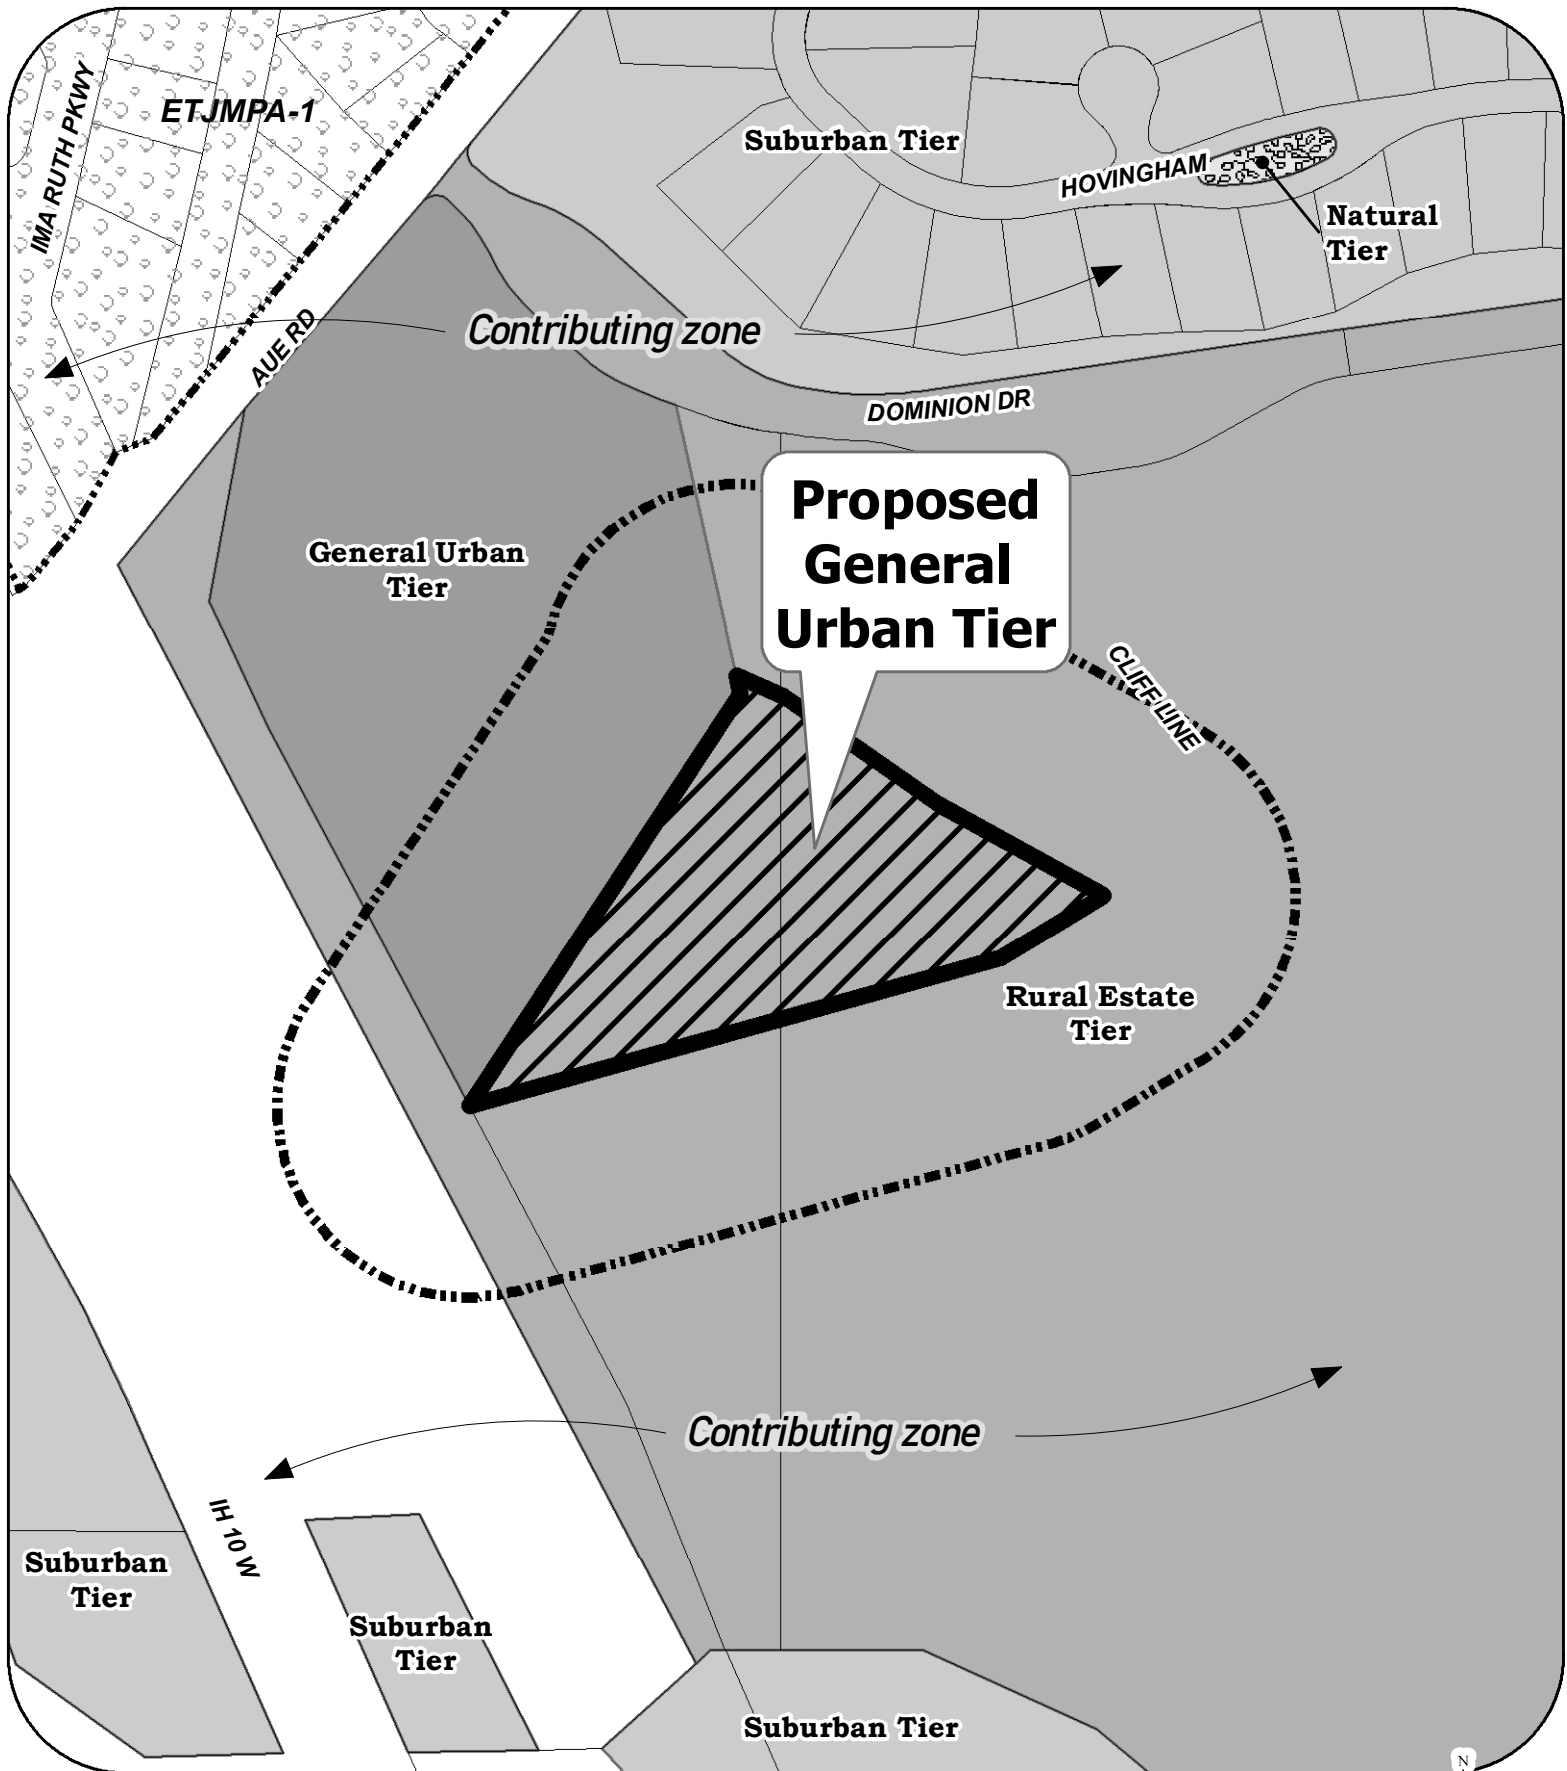 IMA RUTH PKWY
ETJMPA-1
Suburban Tier
HOVINGHAM
Natural
Tier
Contributing zone
AUE RD
DOMINION DR
Proposed
General
Urban Tier
General Urban
Tier
CLIFF LINE
Rural Estate
Tier
Contributing zone
IH 10 W
Suburban
Tier
Suburban
Tier
Suburban Tier
N